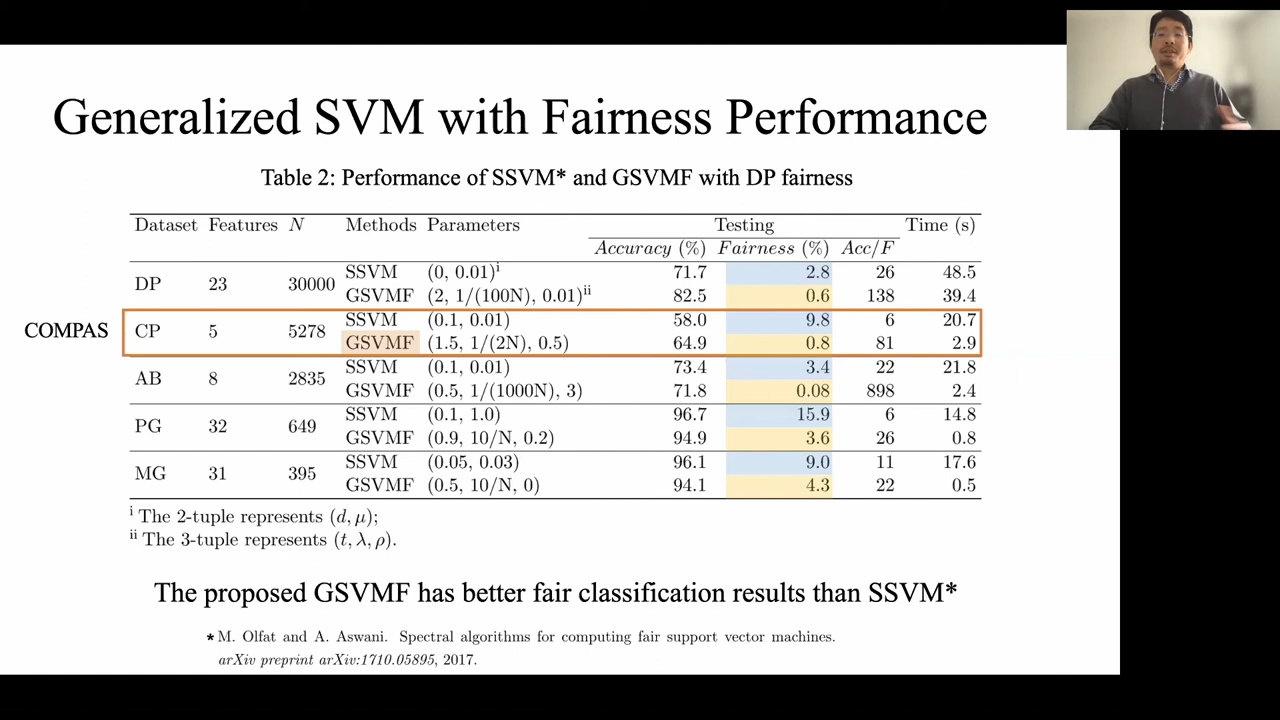 Generalized SVM with Fairness Performance
Table 2: Performance of SSVM* and GSVMF with DP fairness
Dataset Features N Methods Parameters Testing Time (s)
Accuracy (%) Fairness (%) Acc/F
DP 23 30000 SSVM (0, 0.01)ⁱ 71.7 2.8 26 48.5
GSVMF (2, 1/(100N), 0.01)ⁱⁱ 82.5 0.6 138 39.4
COMPAS CP 5 5278 SSVM (0.1, 0.01) 58.0 9.8 6 20.7
GSVMF (1.5, 1/(2N), 0.5) 64.9 0.8 81 2.9
AB 8 2835 SSVM (0.1, 0.01) 73.4 3.4 22 21.8
GSVMF (0.5, 1/(1000N), 3) 71.8 0.08 898 2.4
PG 32 649 SSVM (0.1, 1.0) 96.7 15.9 6 14.8
GSVMF (0.9, 10/N, 0.2) 94.9 3.6 26 0.8
MG 31 395 SSVM (0.05, 0.03) 96.1 9.0 11 17.6
GSVMF (0.5, 10/N, 0) 94.1 4.3 22 0.5
ⁱ The 2-tuple represents (d, μ);
ⁱⁱ The 3-tuple represents (t, λ, ρ).
The proposed GSVMF has better fair classification results than SSVM*
* M. Olfat and A. Aswani. Spectral algorithms for computing fair support vector machines.
arXiv preprint arXiv:1710.05895, 2017.